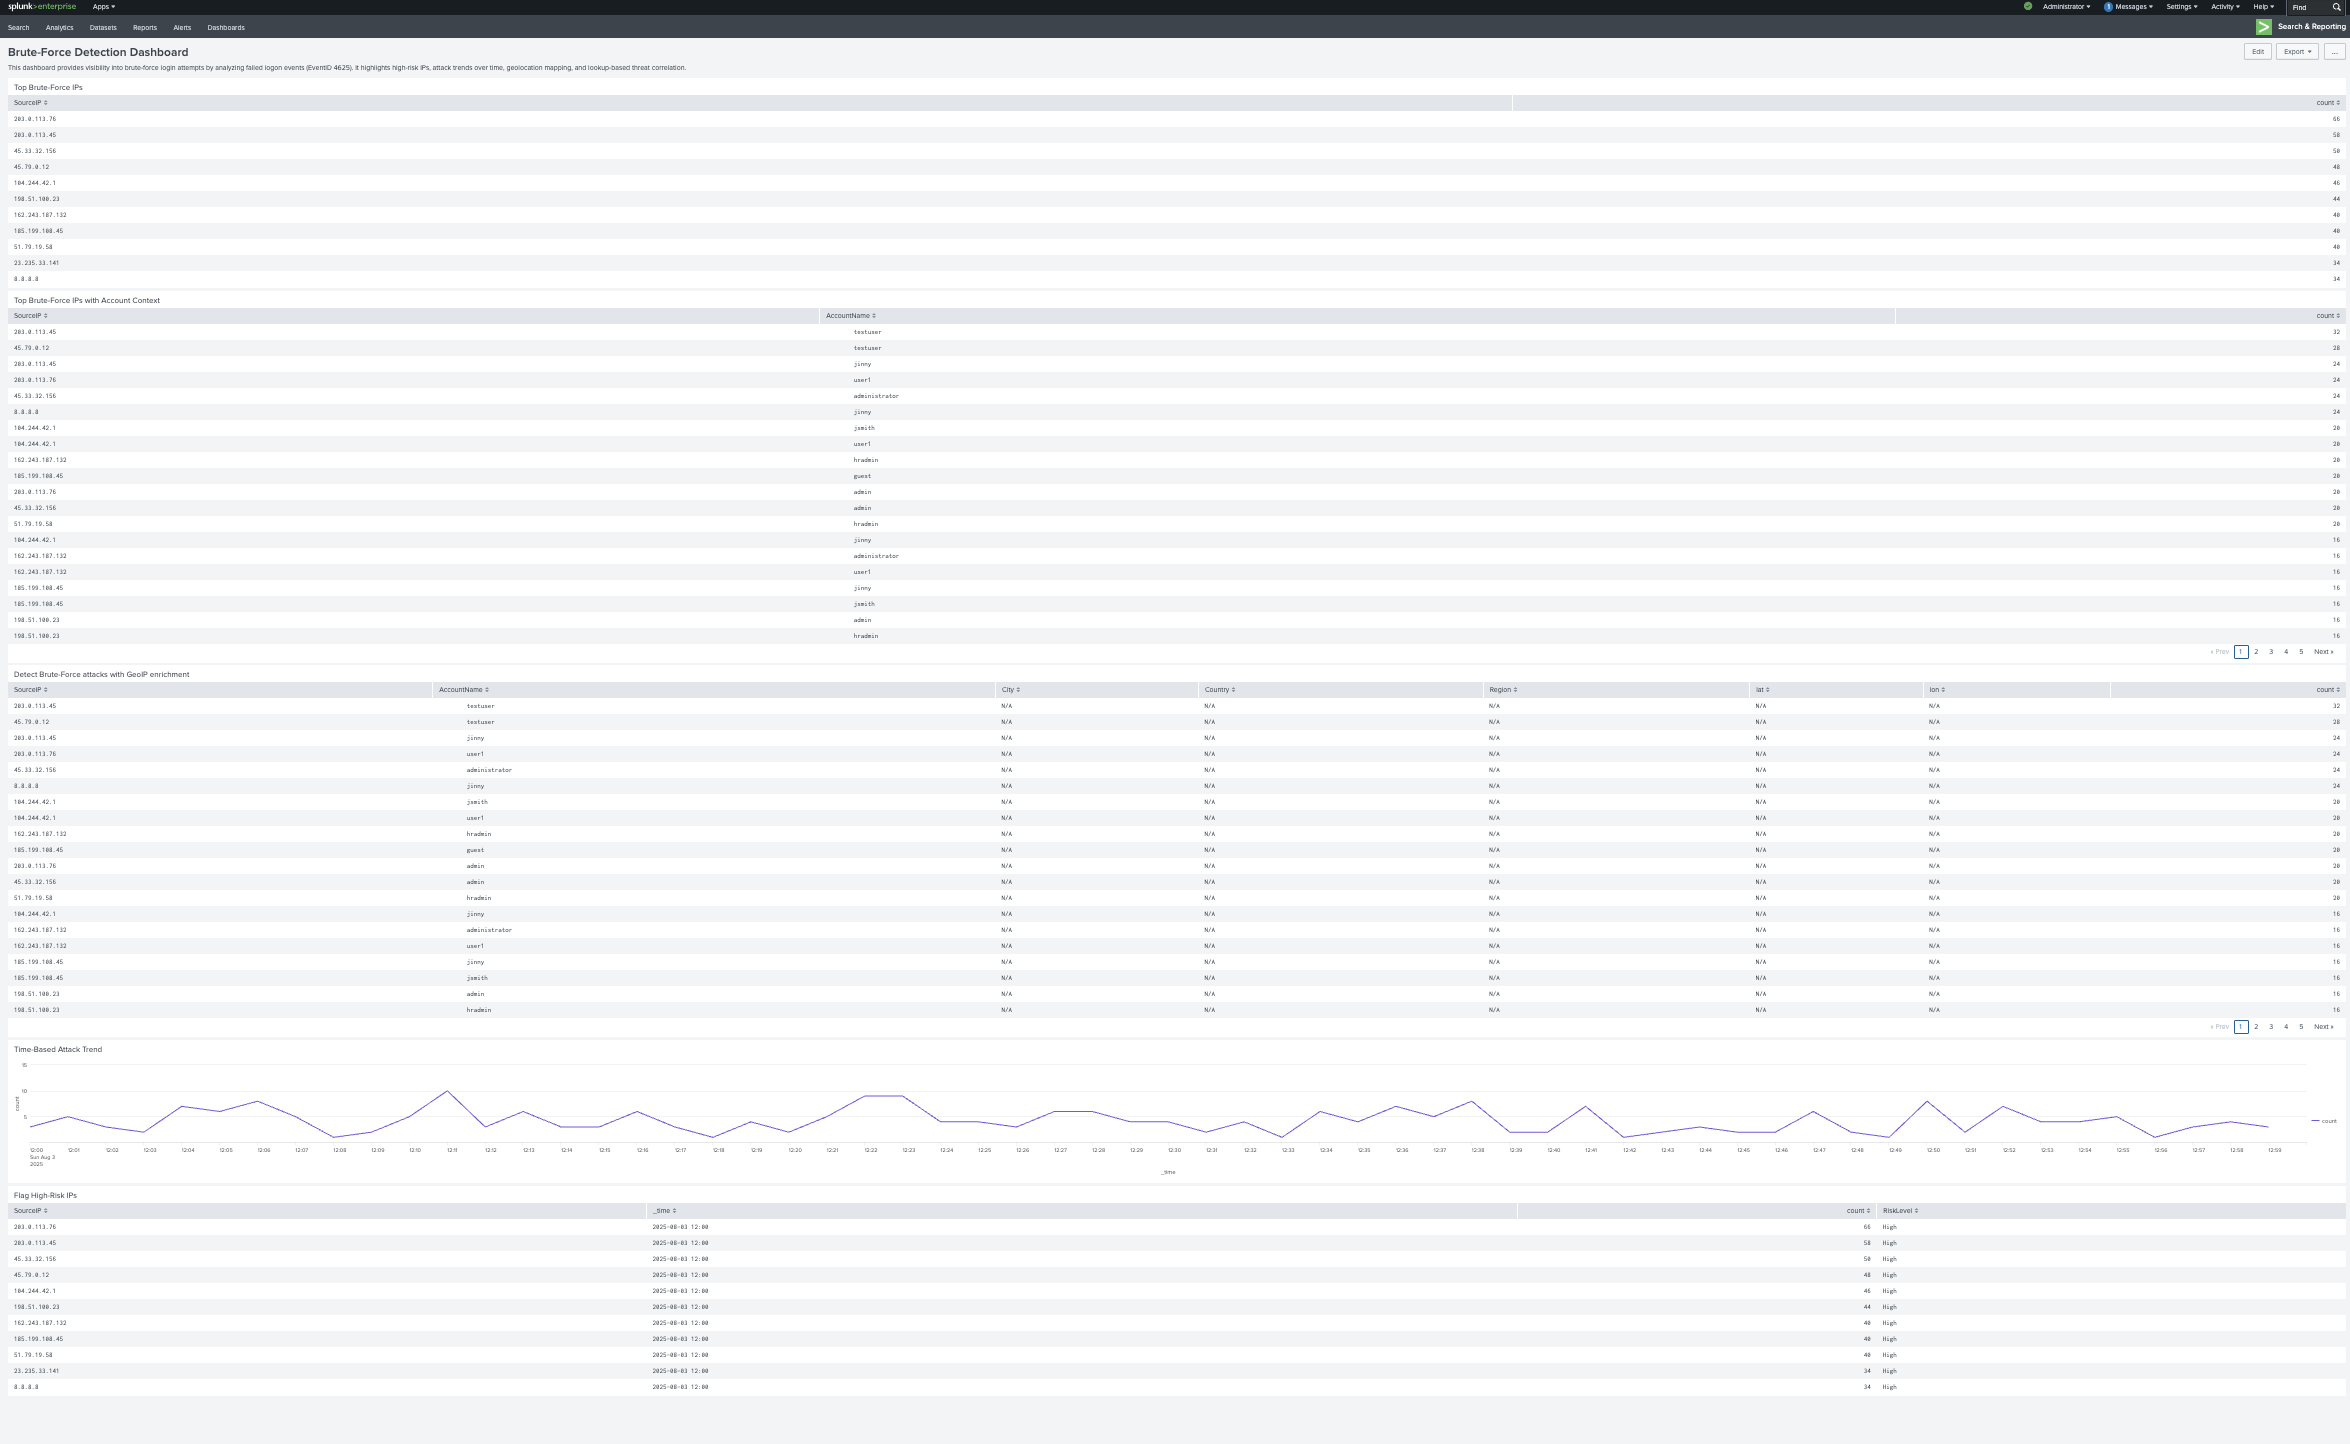 splunk>enterprise Apps Administrator 1 Messages Settings Activity Help Find
Search Analytics Datasets Reports Alerts Dashboards Search & Reporting
Brute-Force Detection Dashboard Edit Export ...
This dashboard provides visibility into brute-force login attempts by analyzing failed logon events (EventID 4625). It highlights high-risk IPs, attack trends over time, geolocation mapping, and lookup-based threat correlation.
Top Brute-Force IPs
SourceIP count
203.0.113.76 66
203.0.113.45 58
45.33.32.156 50
45.79.0.12 48
104.244.42.1 46
198.51.100.23 44
162.243.187.132 40
185.199.108.45 40
51.79.19.58 40
23.235.33.141 34
8.8.8.8 34
Top Brute-Force IPs with Account Context
SourceIP AccountName count
203.0.113.45 testuser 32
45.79.0.12 testuser 28
203.0.113.45 jinny 24
203.0.113.76 user1 24
45.33.32.156 administrator 24
8.8.8.8 jinny 24
104.244.42.1 jsmith 20
104.244.42.1 user1 20
162.243.187.132 hradmin 20
185.199.108.45 guest 20
203.0.113.76 admin 20
45.33.32.156 admin 20
51.79.19.58 hradmin 20
104.244.42.1 jinny 16
162.243.187.132 administrator 16
162.243.187.132 user1 16
185.199.108.45 jinny 16
185.199.108.45 jsmith 16
198.51.100.23 admin 16
198.51.100.23 hradmin 16
« Prev 1 2 3 4 5 Next »
Detect Brute-Force attacks with GeoIP enrichment
SourceIP AccountName City Country Region lat lon count
203.0.113.45 testuser N/A N/A N/A N/A N/A 32
45.79.0.12 testuser N/A N/A N/A N/A N/A 28
203.0.113.45 jinny N/A N/A N/A N/A N/A 24
203.0.113.76 user1 N/A N/A N/A N/A N/A 24
45.33.32.156 administrator N/A N/A N/A N/A N/A 24
8.8.8.8 jinny N/A N/A N/A N/A N/A 24
104.244.42.1 jsmith N/A N/A N/A N/A N/A 20
104.244.42.1 user1 N/A N/A N/A N/A N/A 20
162.243.187.132 hradmin N/A N/A N/A N/A N/A 20
185.199.108.45 guest N/A N/A N/A N/A N/A 20
203.0.113.76 admin N/A N/A N/A N/A N/A 20
45.33.32.156 admin N/A N/A N/A N/A N/A 20
51.79.19.58 hradmin N/A N/A N/A N/A N/A 20
104.244.42.1 jinny N/A N/A N/A N/A N/A 16
162.243.187.132 administrator N/A N/A N/A N/A N/A 16
162.243.187.132 user1 N/A N/A N/A N/A N/A 16
185.199.108.45 jinny N/A N/A N/A N/A N/A 16
185.199.108.45 jsmith N/A N/A N/A N/A N/A 16
198.51.100.23 admin N/A N/A N/A N/A N/A 16
198.51.100.23 hradmin N/A N/A N/A N/A N/A 16
« Prev 1 2 3 4 5 Next »
Time-Based Attack Trend
15
10
count
5
count
12:00 12:01 12:02 12:03 12:04 12:05 12:06 12:07 12:08 12:09 12:10 12:11 12:12 12:13 12:14 12:15 12:16 12:17 12:18 12:19 12:20 12:21 12:22 12:23 12:24 12:25 12:26 12:27 12:28 12:29 12:30 12:31 12:32 12:33 12:34 12:35 12:36 12:37 12:38 12:39 12:40 12:41 12:42 12:43 12:44 12:45 12:46 12:47 12:48 12:49 12:50 12:51 12:52 12:53 12:54 12:55 12:56 12:57 12:58 12:59
Sun Aug 3
2025
_time
Flag High-Risk IPs
SourceIP _time count RiskLevel
203.0.113.76 2025-08-03 12:00 66 High
203.0.113.45 2025-08-03 12:00 58 High
45.33.32.156 2025-08-03 12:00 50 High
45.79.0.12 2025-08-03 12:00 48 High
104.244.42.1 2025-08-03 12:00 46 High
198.51.100.23 2025-08-03 12:00 44 High
162.243.187.132 2025-08-03 12:00 40 High
185.199.108.45 2025-08-03 12:00 40 High
51.79.19.58 2025-08-03 12:00 40 High
23.235.33.141 2025-08-03 12:00 34 High
8.8.8.8 2025-08-03 12:00 34 High